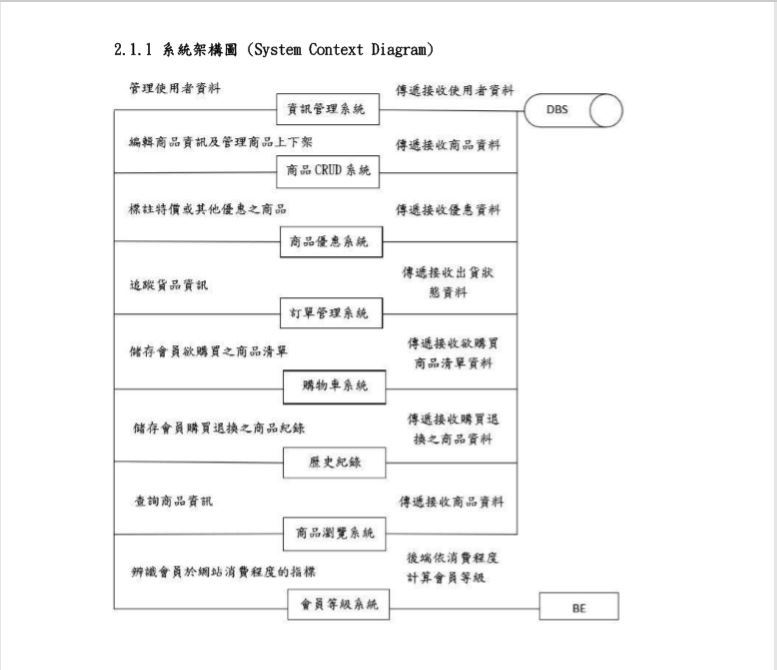 2.1.1 系統架構圖 (System Context Diagram)
管理使用者資料
傳遞接收使用者資料
資訊管理系統
DBS
編輯商品資訊及管理商品上下架
傳遞接收商品資料
商品 CRUD 系統
標註特價或其他優惠之商品
傳遞接收優惠資料
商品優惠系統
追蹤貨品資訊
傳遞接收出貨狀
態資料
訂單管理系統
儲存會員欲購買之商品清單
傳遞接收欲購買
商品清單資料
購物車系統
儲存會員購買退換之商品紀錄
傳遞接收購買退
換之商品資料
歷史紀錄
查詢商品資訊
傳遞接收商品資料
商品瀏覽系統
辨識會員於網站消費程度的指標
後端依消費程度
計算會員等級
會員等級系統
BE